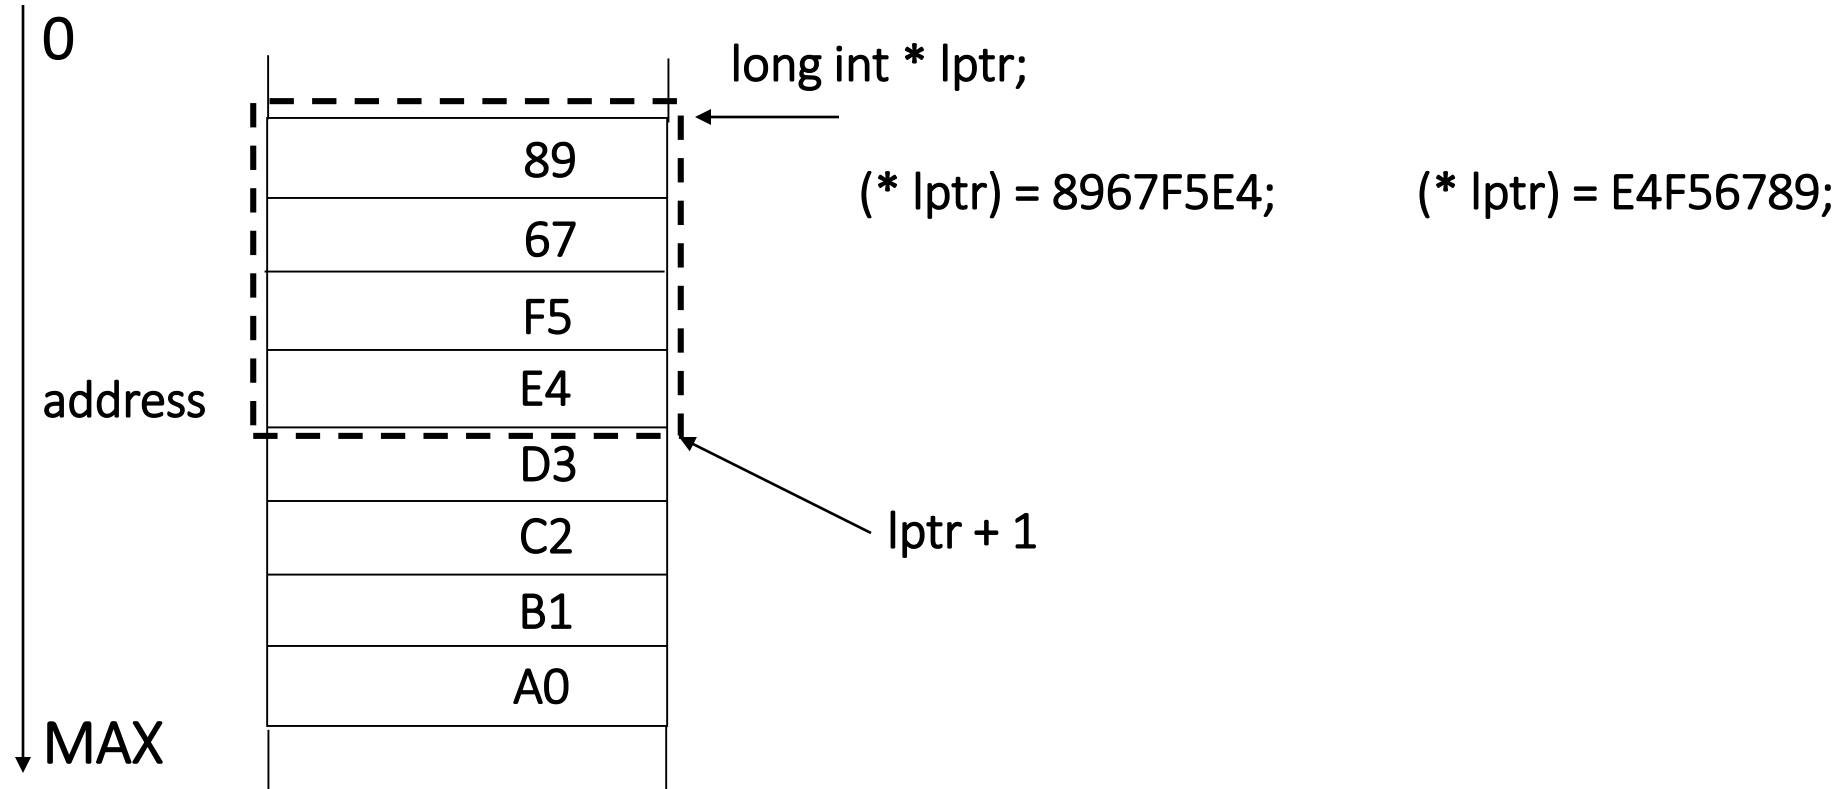 0
long int * lptr;
89
(* lptr) = 8967F5E4; (* lptr) = E4F56789;
67
F5
E4
address
D3
C2
lptr + 1
B1
A0
MAX